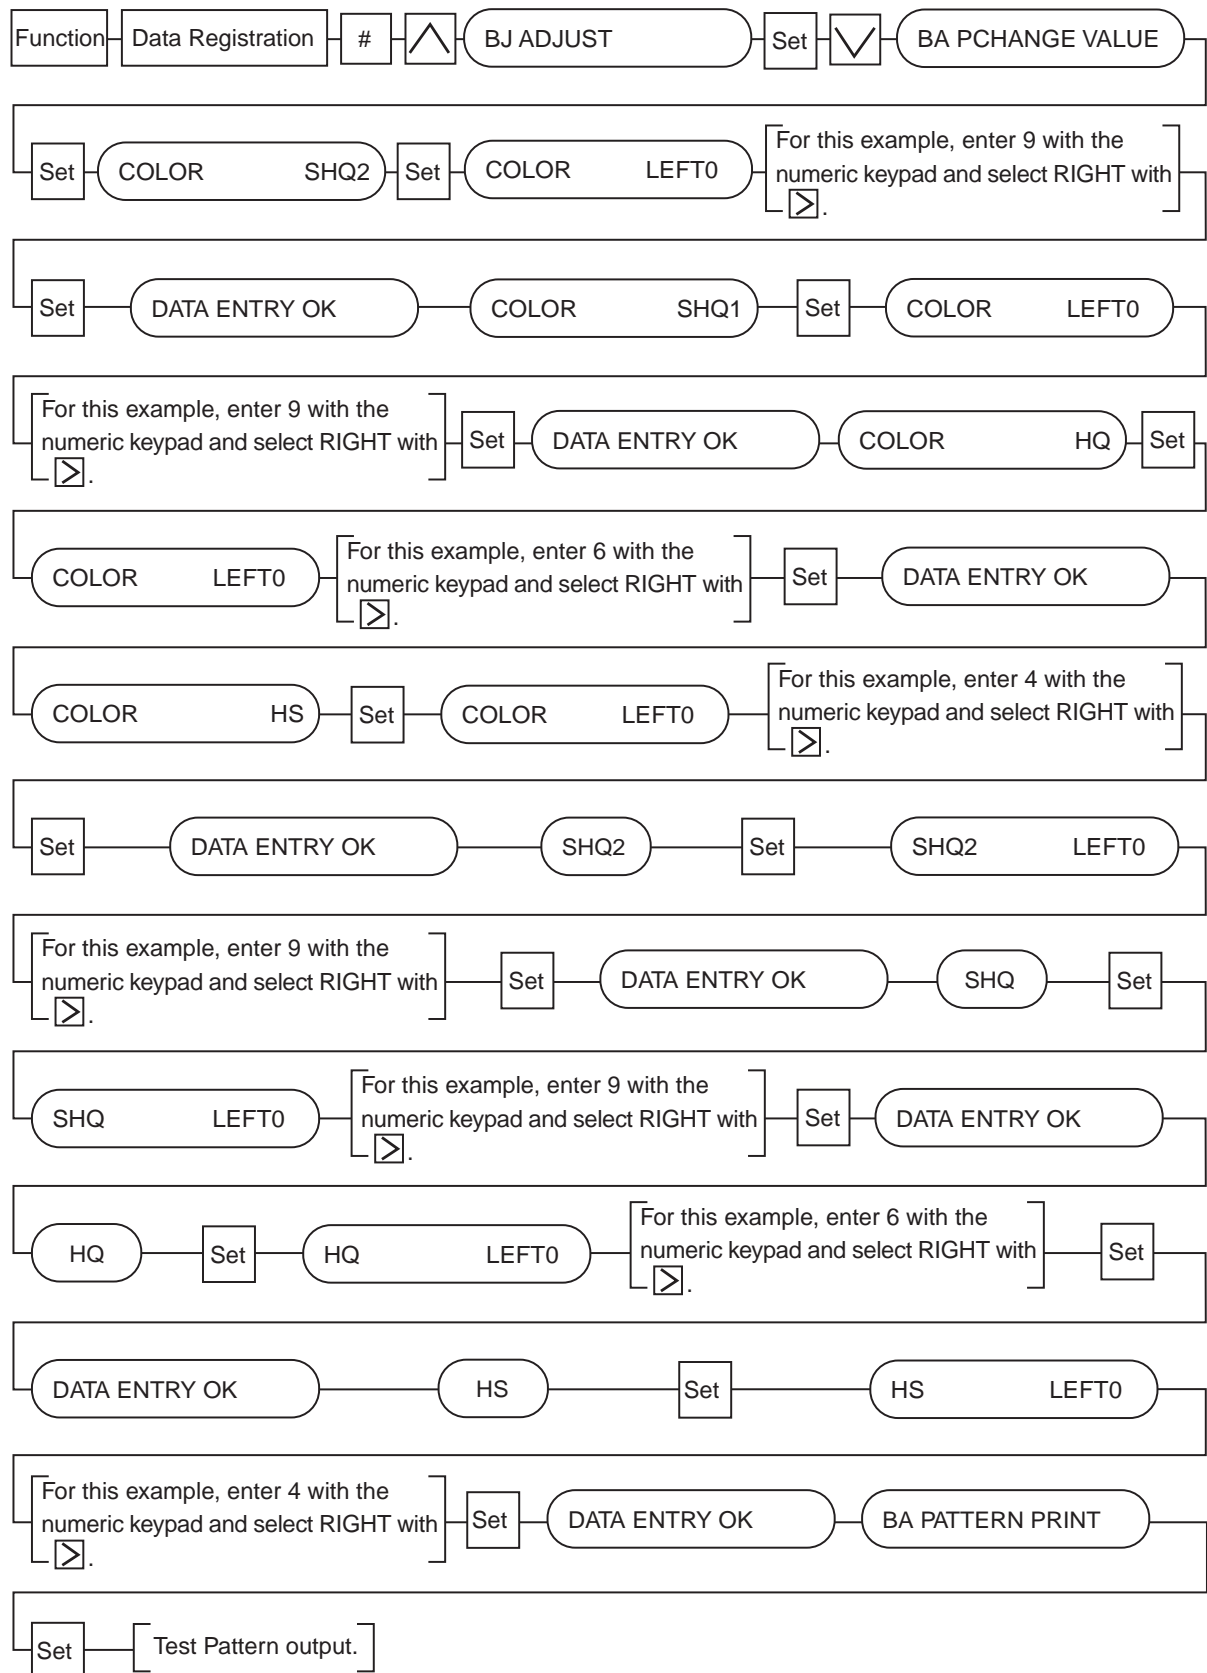 Function Data Registration # BJ ADJUST Set BA PCHANGE VALUE
Set COLOR SHQ2 Set COLOR LEFT0 For this example, enter 9 with the
numeric keypad and select RIGHT with
> .
Set DATA ENTRY OK COLOR SHQ1 Set COLOR LEFT0
For this example, enter 9 with the
numeric keypad and select RIGHT with
> .
Set DATA ENTRY OK COLOR HQ Set
COLOR LEFT0 For this example, enter 6 with the
numeric keypad and select RIGHT with
> .
Set DATA ENTRY OK
COLOR HS Set COLOR LEFT0 For this example, enter 4 with the
numeric keypad and select RIGHT with
> .
Set DATA ENTRY OK SHQ2 Set SHQ2 LEFT0
For this example, enter 9 with the
numeric keypad and select RIGHT with
> .
Set DATA ENTRY OK SHQ Set
SHQ LEFT0 For this example, enter 9 with the
numeric keypad and select RIGHT with
> .
Set DATA ENTRY OK
HQ Set HQ LEFT0 For this example, enter 6 with the
numeric keypad and select RIGHT with
> .
Set
DATA ENTRY OK HS Set HS LEFT0
For this example, enter 4 with the
numeric keypad and select RIGHT with
> .
Set DATA ENTRY OK BA PATTERN PRINT
Set Test Pattern output.